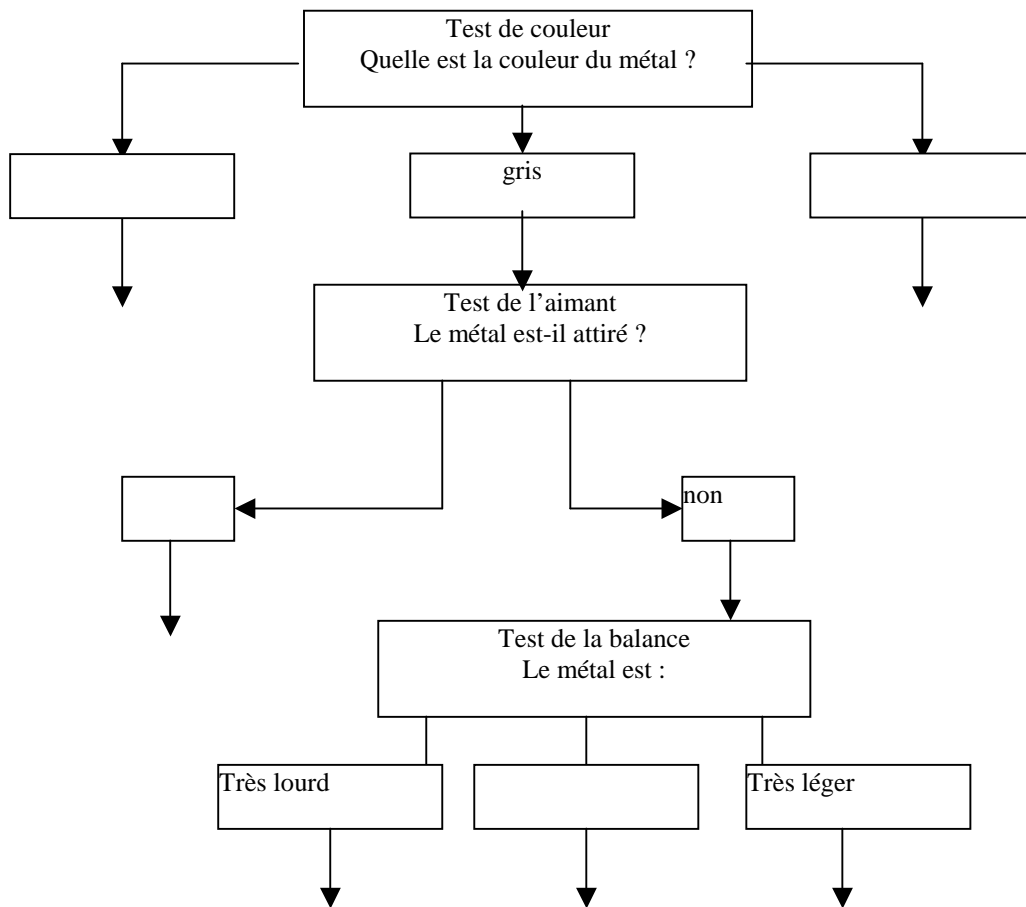 Test de couleur
Quelle est la couleur du métal ?
gris
Test de l’aimant
Le métal est-il attiré ?
non
Test de la balance
Le métal est :
Très lourd
Très léger